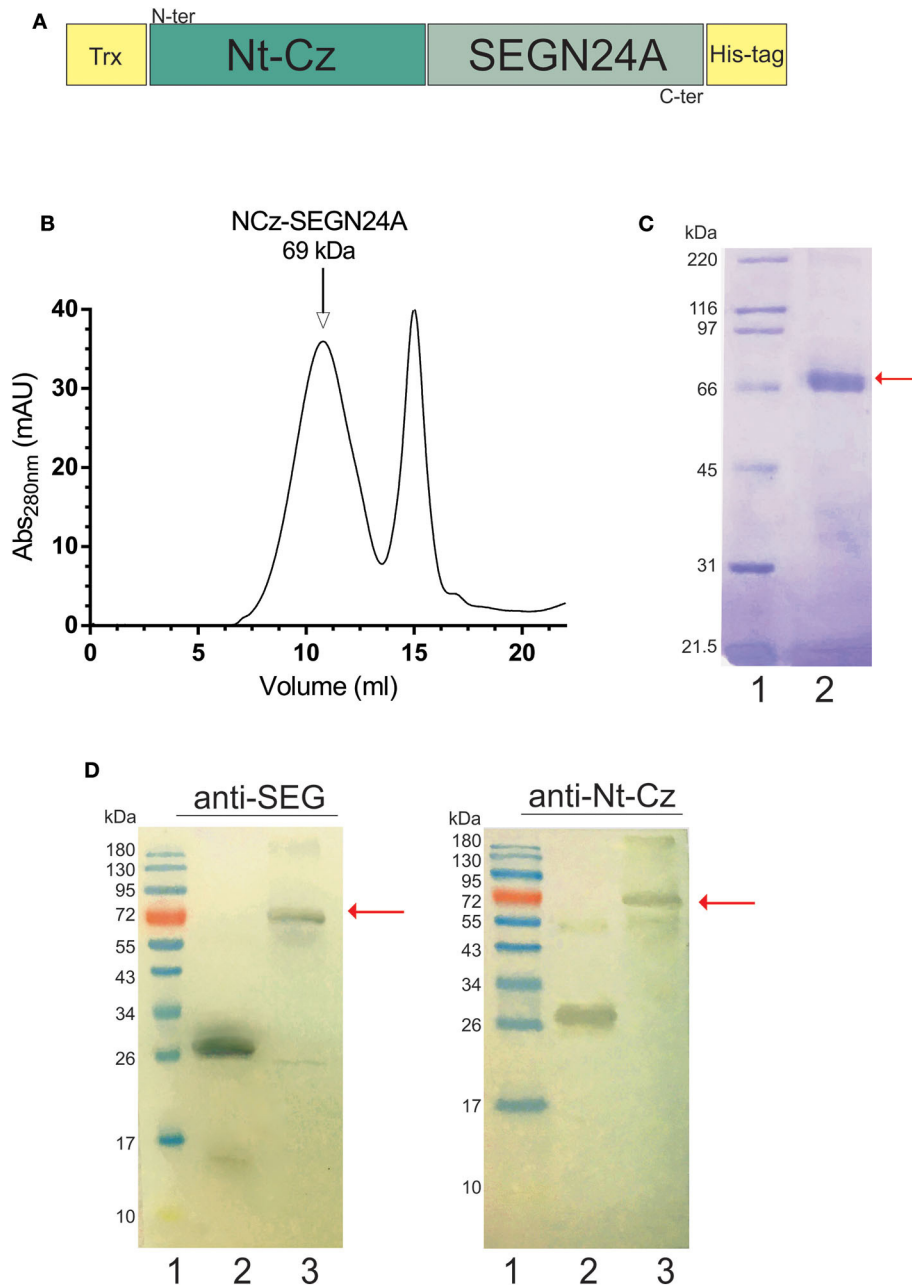 A
N-ter
Trx
Nt-Cz
SEGN24A
His-tag
C-ter
B
NCz-SEGN24A
69 kDa
40
30
20
10
0
Abs280nm (mAU)
0 5 10 15 20
Volume (ml)
C
kDa
220
116
97
66
45
31
21.5
1 2
D
anti-SEG
kDa
180
130
95
72
55
43
34
26
17
10
1 2 3
anti-Nt-Cz
kDa
180
130
95
72
55
43
34
26
17
10
1 2 3